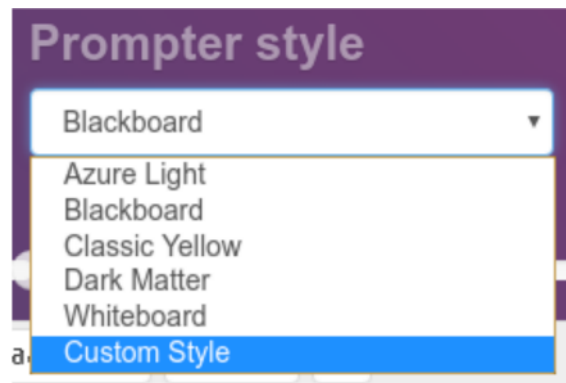 Prompter style
Blackboard
Azure Light
Blackboard
Classic Yellow
Dark Matter
Whiteboard
Custom Style